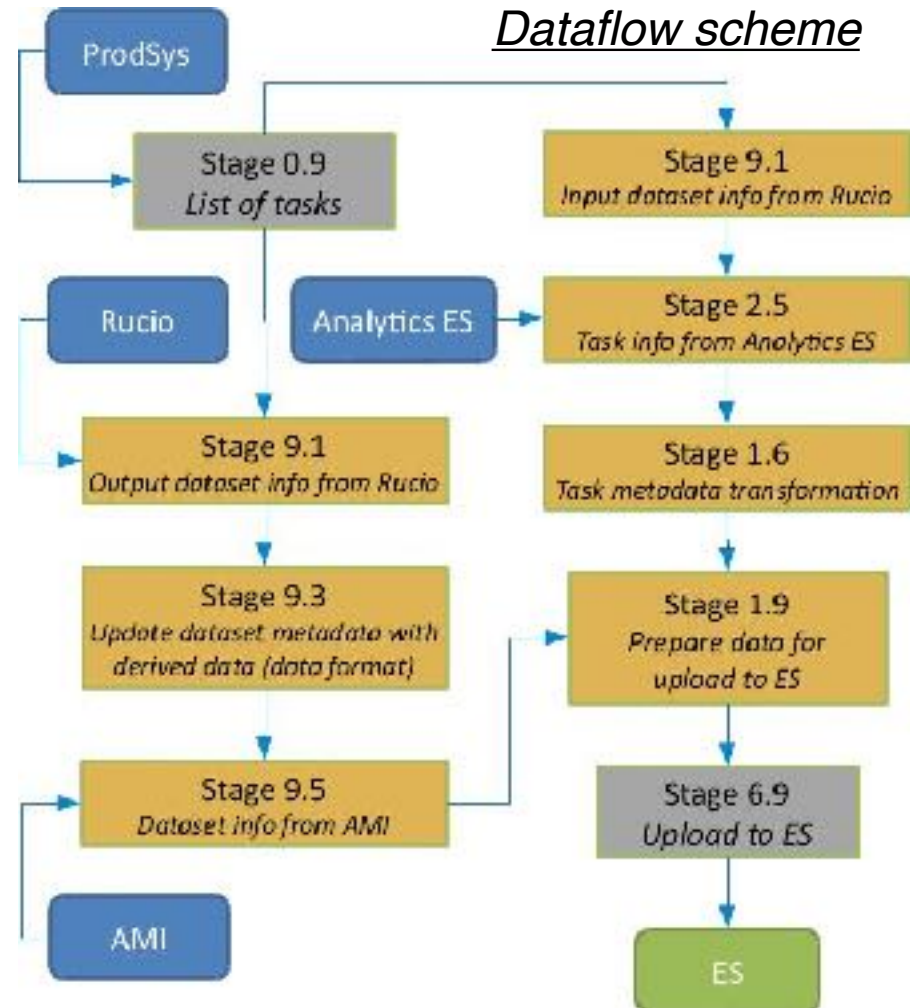 Dataflow scheme
ProdSys
Stage 0.9
List of tasks
Rucio
Analytics ES
Stage 9.1
Output dataset info from Rucio
Stage 9.3
Update dataset metadata with
derived data (data format)
Stage 9.5
Dataset info from AMI
AMI
Stage 9.1
Input dataset info from Rucio
Stage 2.5
Task info from Analytics ES
Stage 1.6
Task metadata transformation
Stage 1.9
Prepare data for
upload to ES
Stage 6.9
Upload to ES
ES